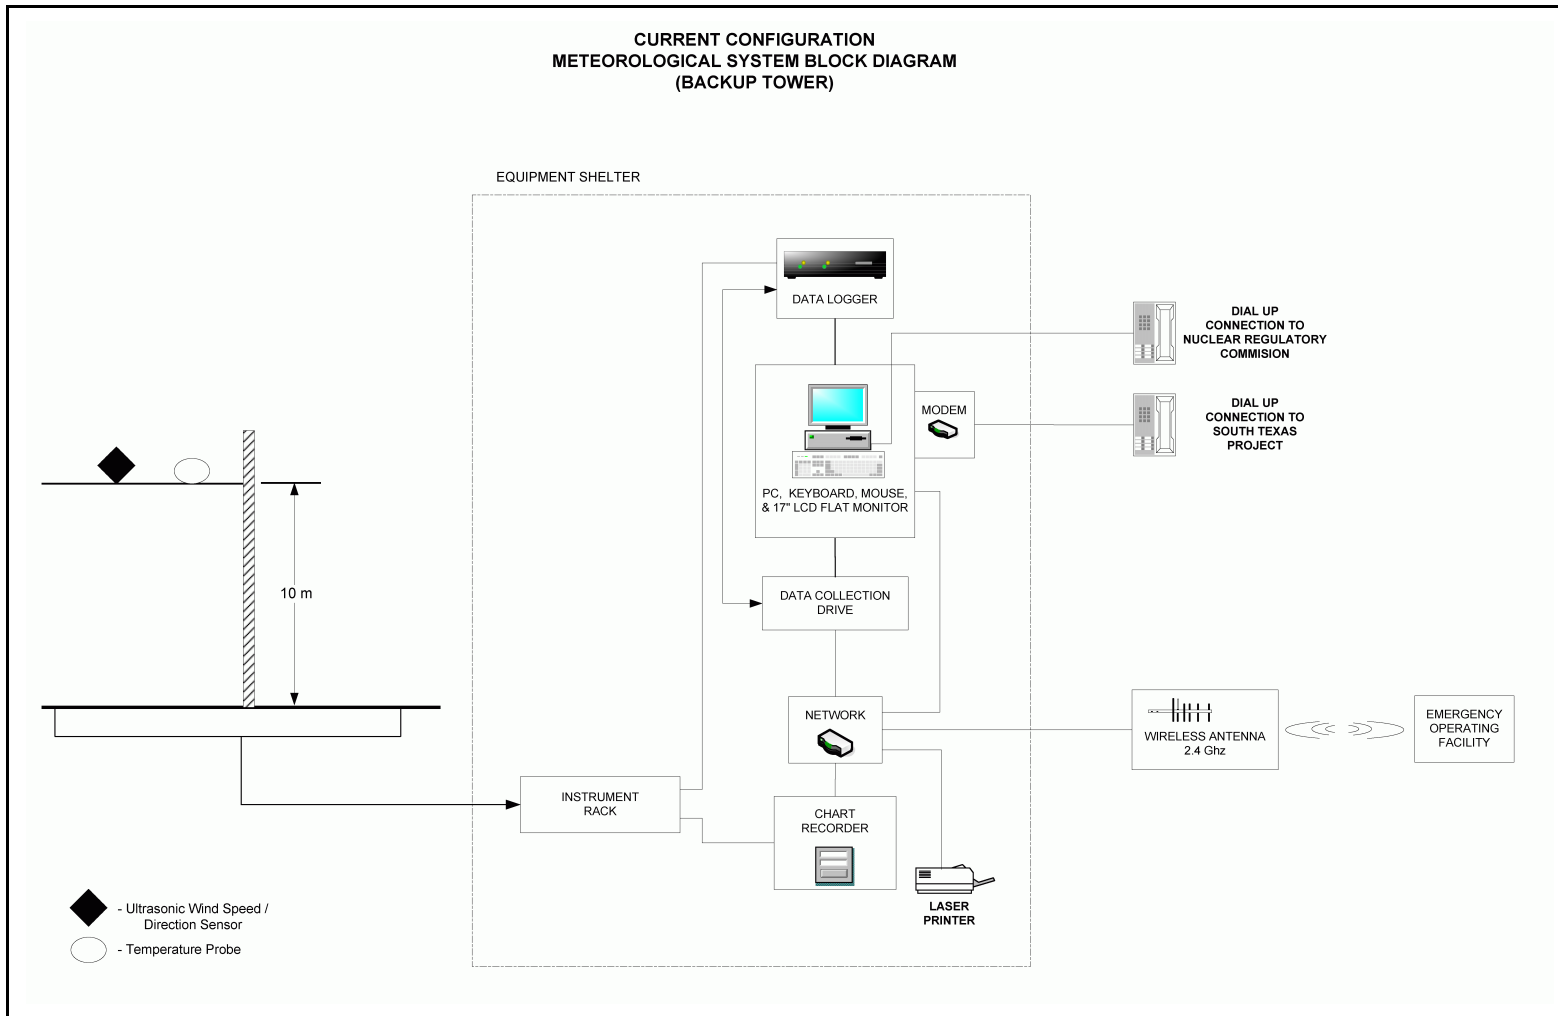 CURRENT CONFIGURATION
METEOROLOGICAL SYSTEM BLOCK DIAGRAM
(BACKUP TOWER)
EQUIPMENT SHELTER
DATA LOGGER
DIAL UP
CONNECTION TO
NUCLEAR REGULATORY
COMMISION
MODEM
DIAL UP
CONNECTION TO
SOUTH TEXAS
PROJECT
PC, KEYBOARD, MOUSE,
& 17" LCD FLAT MONITOR
10 m
DATA COLLECTION
DRIVE
NETWORK
WIRELESS ANTENNA
2.4 Ghz
EMERGENCY
OPERATING
FACILITY
INSTRUMENT
RACK
CHART
RECORDER
LASER
PRINTER
- Ultrasonic Wind Speed /
Direction Sensor
- Temperature Probe